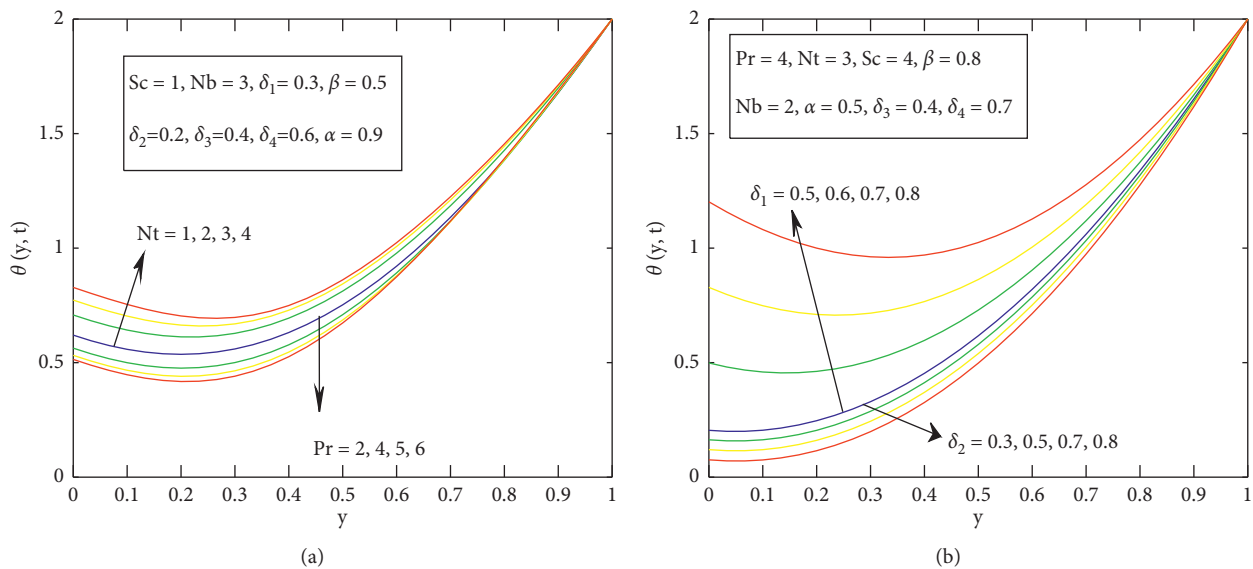 2
1.5
1
0.5
0
θ (y, t)
Sc = 1, Nb = 3, δ₁= 0.3, β = 0.5
δ₂=0.2, δ₃=0.4, δ₄=0.6, α = 0.9
Nt = 1, 2, 3, 4
Pr = 2, 4, 5, 6
0 0.1 0.2 0.3 0.4 0.5 0.6 0.7 0.8 0.9 1
y
(a)
2
1.5
1
0.5
0
θ (y, t)
Pr = 4, Nt = 3, Sc = 4, β = 0.8
Nb = 2, α = 0.5, δ₃ = 0.4, δ₄ = 0.7
δ₁ = 0.5, 0.6, 0.7, 0.8
δ₂ = 0.3, 0.5, 0.7, 0.8
0 0.1 0.2 0.3 0.4 0.5 0.6 0.7 0.8 0.9 1
y
(b)